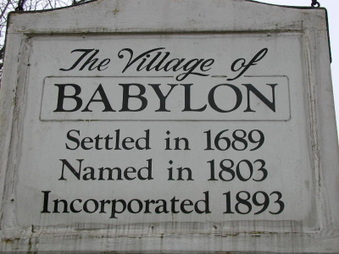 The Village of
BABYLON
Settled in 1689
Named in 1803
Incorporated 1893